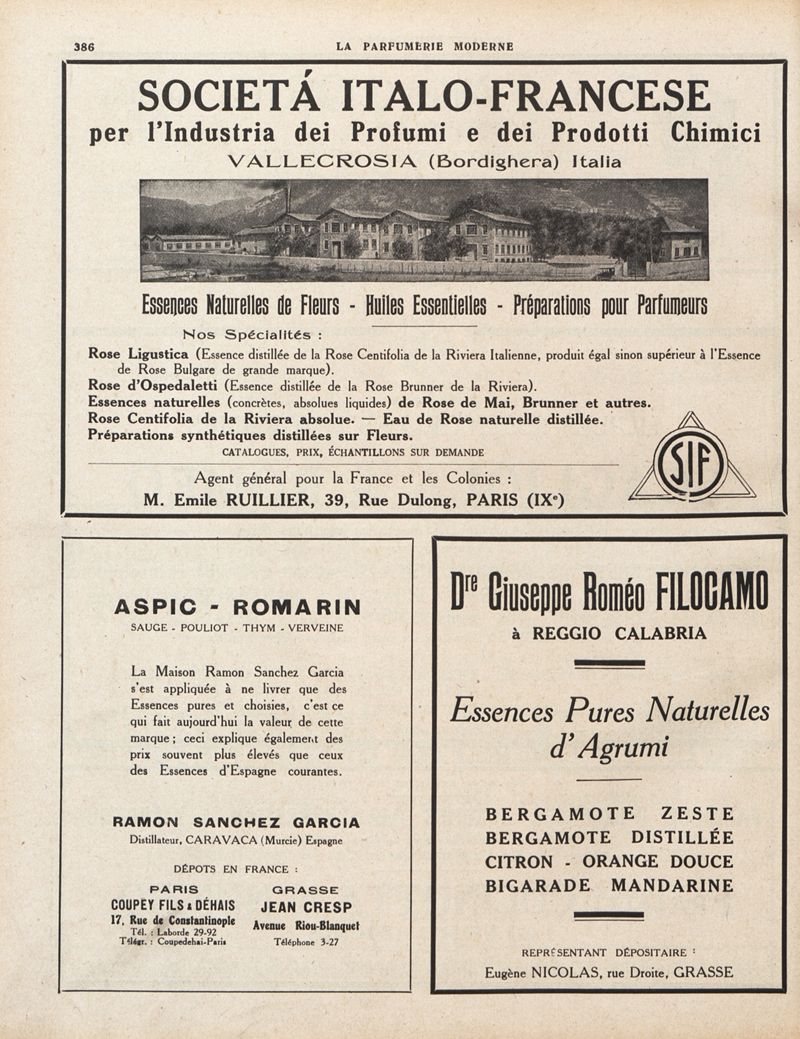 386
LA PARFUMERIE MODERNE
SOCIETÁ ITALO-FRANCESE
per l'Industria dei Profumi e dei Prodotti Chimici
VALLECROSIA (Bordighera) Italia
Essences Naturelles de Fleurs - Huiles Essentielles - Préparations pour Parfumeurs
Nos Spécialités :
Rose Ligustica (Essence distillée de la Rose Centifolia de la Riviera Italienne, produit égal sinon supérieur à l'Essence
de Rose Bulgare de grande marque).
Rose d'Ospedaletti (Essence distillée de la Rose Brunner de la Riviera).
Essences naturelles (concrètes, absolues liquides) de Rose de Mai, Brunner et autres.
Rose Centifolia de la Riviera absolue. — Eau de Rose naturelle distillée.
Préparations synthétiques distillées sur Fleurs.
CATALOGUES, PRIX, ÉCHANTILLONS SUR DEMANDE
SIF
Agent général pour la France et les Colonies :
M. Emile RUILLIER, 39, Rue Dulong, PARIS (IXe)
ASPIC - ROMARIN
SAUGE - POULIOT - THYM - VERVEINE
La Maison Ramon Sanchez Garcia
s'est appliquée à ne livrer que des
Essences pures et choisies, c'est ce
qui fait aujourd'hui la valeur de cette
marque ; ceci explique également des
prix souvent plus élevés que ceux
des Essences d'Espagne courantes.
RAMON SANCHEZ GARCIA
Distillateur, CARAVACA (Murcie) Espagne
DÉPOTS EN FRANCE :
PARIS
COUPEY FILS & DÉHAIS
17, Rue de Constantinople
Tél. : Laborde 29-92
Télégr. : Coupedehai-Paris
GRASSE
JEAN CRESP
Avenue Riou-Blanquet
Téléphone 3-27
Dre Giuseppe Roméo FILOCAMO
à REGGIO CALABRIA
Essences Pures Naturelles
d'Agrumi
BERGAMOTE ZESTE
BERGAMOTE DISTILLÉE
CITRON - ORANGE DOUCE
BIGARADE MANDARINE
REPRÉSENTANT DÉPOSITAIRE :
Eugène NICOLAS, rue Droite, GRASSE